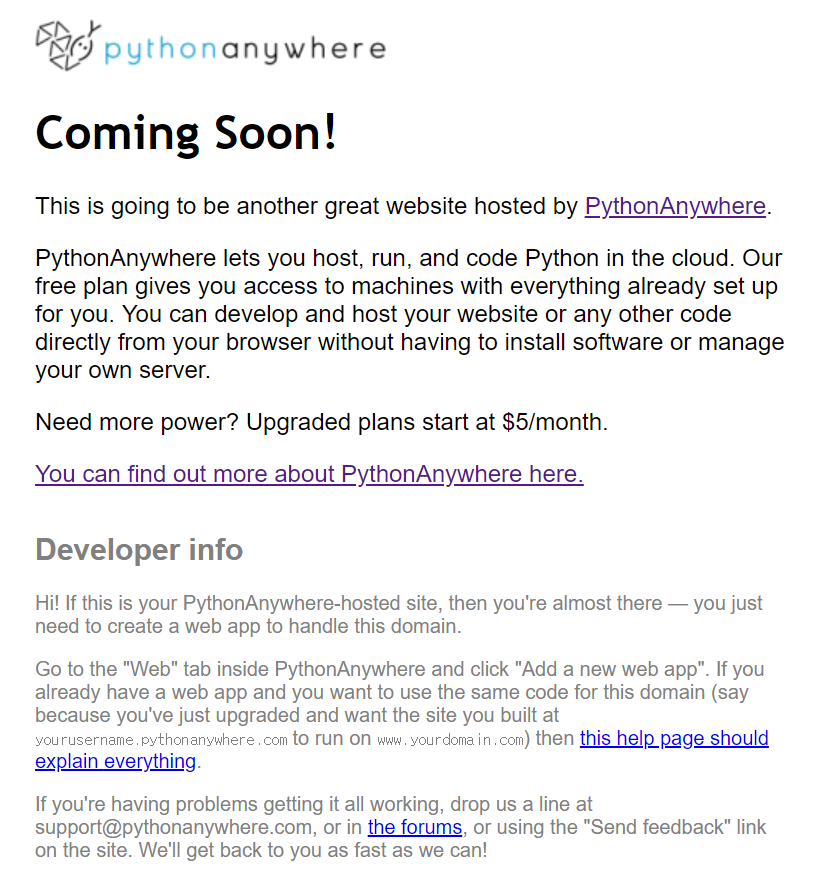 pythonanywhere
Coming Soon!
This is going to be another great website hosted by PythonAnywhere.
PythonAnywhere lets you host, run, and code Python in the cloud. Our
free plan gives you access to machines with everything already set up
for you. You can develop and host your website or any other code
directly from your browser without having to install software or manage
your own server.
Need more power? Upgraded plans start at $5/month.
You can find out more about PythonAnywhere here.
Developer info
Hi! If this is your PythonAnywhere-hosted site, then you're almost there — you just
need to create a web app to handle this domain.
Go to the "Web" tab inside PythonAnywhere and click "Add a new web app". If you
already have a web app and you want to use the same code for this domain (say
because you've just upgraded and want the site you built at
yourusername.pythonanywhere.com to run on www.yourdomain.com) then this help page should
explain everything.
If you're having problems getting it all working, drop us a line at
support@pythonanywhere.com, or in the forums, or using the "Send feedback" link
on the site. We'll get back to you as fast as we can!